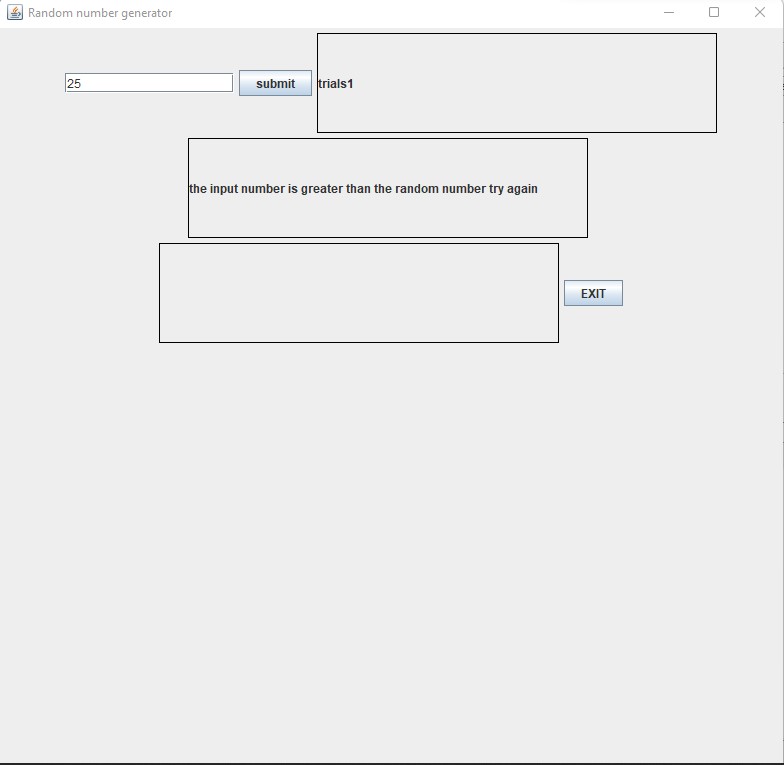 Random number generator
25
submit
trials1
the input number is greater than the random number try again
EXIT